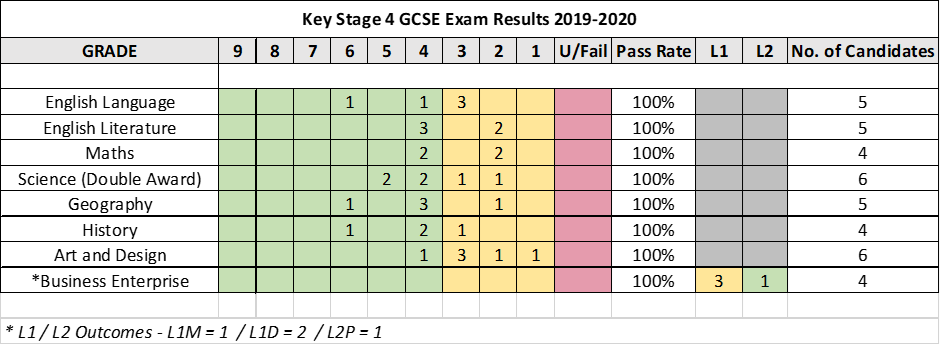 Key Stage 4 GCSE Exam Results 2019-2020
GRADE 9 8 7 6 5 4 3 2 1 U/Fail Pass Rate L1 L2 No. of Candidates
English Language 1 1 3 100% 5
English Literature 3 2 100% 5
Maths 2 2 100% 4
Science (Double Award) 2 2 1 1 100% 6
Geography 1 3 1 100% 5
History 1 2 1 100% 4
Art and Design 1 3 1 1 100% 6
*Business Enterprise 100% 3 1 4
* L1 / L2 Outcomes - L1M = 1 / L1D = 2 / L2P = 1